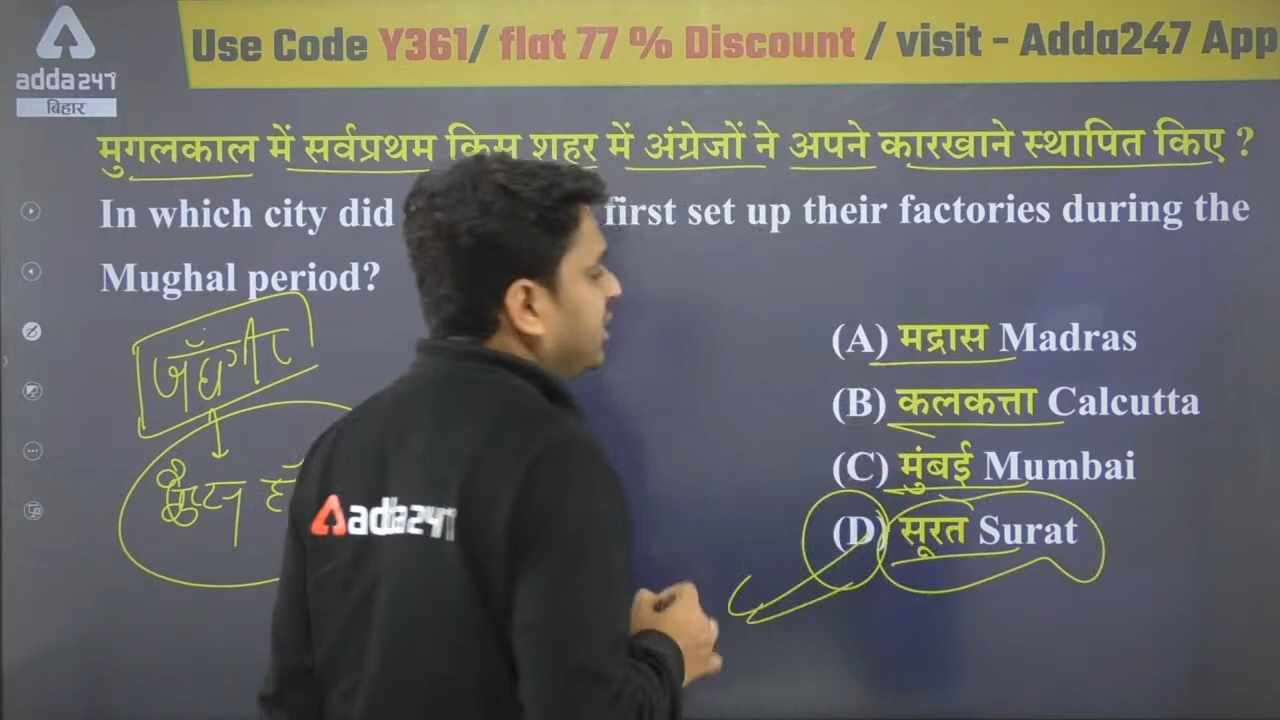 Use Code Y361/ flat 77 % Discount / visit - Adda247 App
adda247
बिहार
मुगलकाल में सर्वप्रथम किस शहर में अंग्रेजों ने अपने कारखाने स्थापित किए ?
In which city did first set up their factories during the
Mughal period?
(A) मद्रास Madras
(B) कलकत्ता Calcutta
(C) मुंबई Mumbai
(D) सूरत Surat
adda247